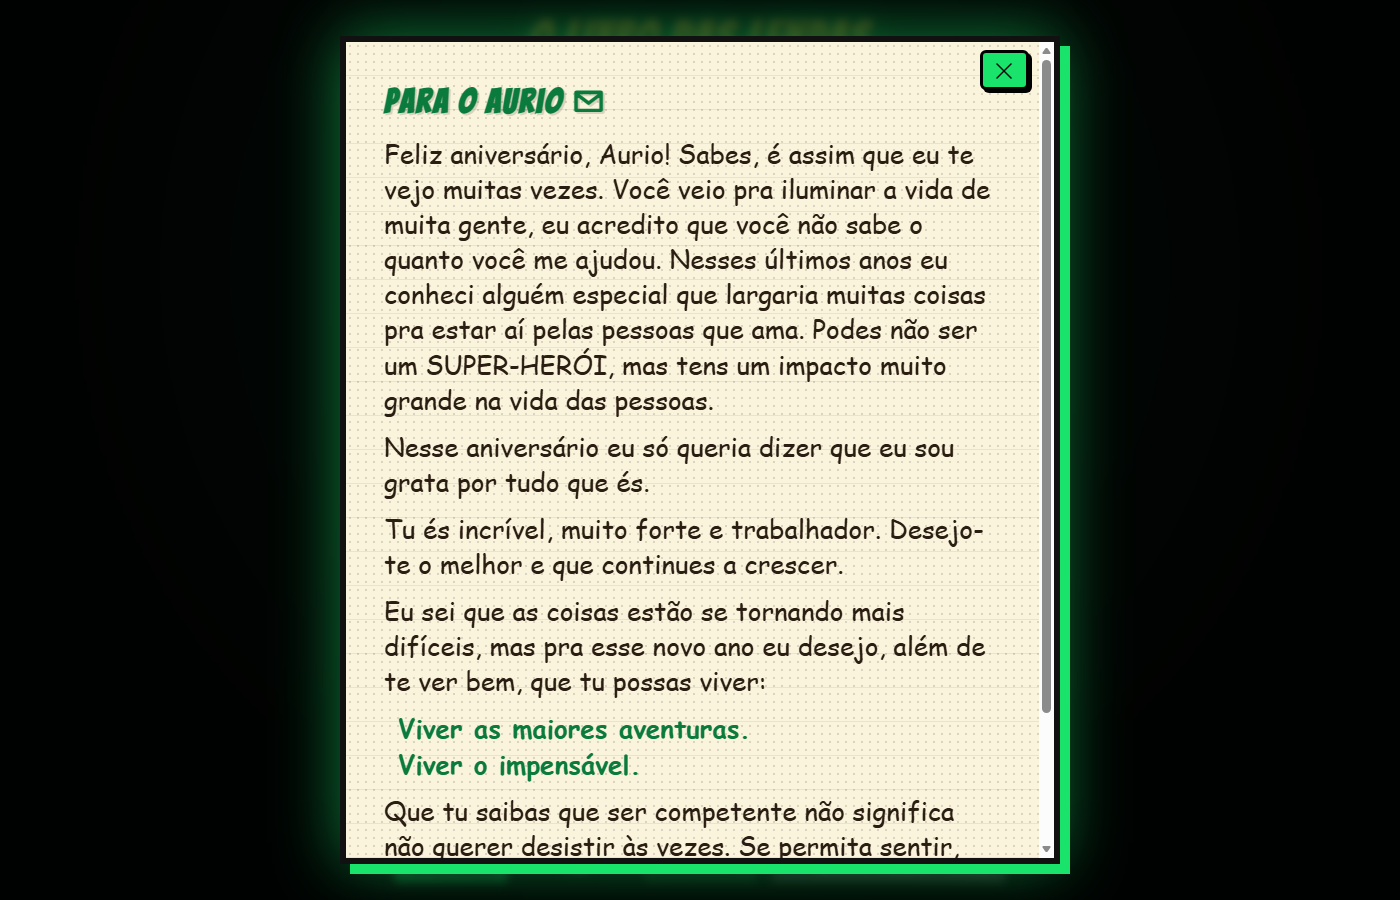 PARA O AURIO
Feliz aniversário, Aurio! Sabes, é assim que eu te
vejo muitas vezes. Você veio pra iluminar a vida de
muita gente, eu acredito que você não sabe o
quanto você me ajudou. Nesses últimos anos eu
conheci alguém especial que largaria muitas coisas
pra estar aí pelas pessoas que ama. Podes não ser
um SUPER-HERÓI, mas tens um impacto muito
grande na vida das pessoas.
Nesse aniversário eu só queria dizer que eu sou
grata por tudo que és.
Tu és incrível, muito forte e trabalhador. Desejo-
te o melhor e que continues a crescer.
Eu sei que as coisas estão se tornando mais
difíceis, mas pra esse novo ano eu desejo, além de
te ver bem, que tu possas viver:
Viver as maiores aventuras.
Viver o impensável.
Que tu saibas que ser competente não significa
não querer desistir às vezes. Se permita sentir,